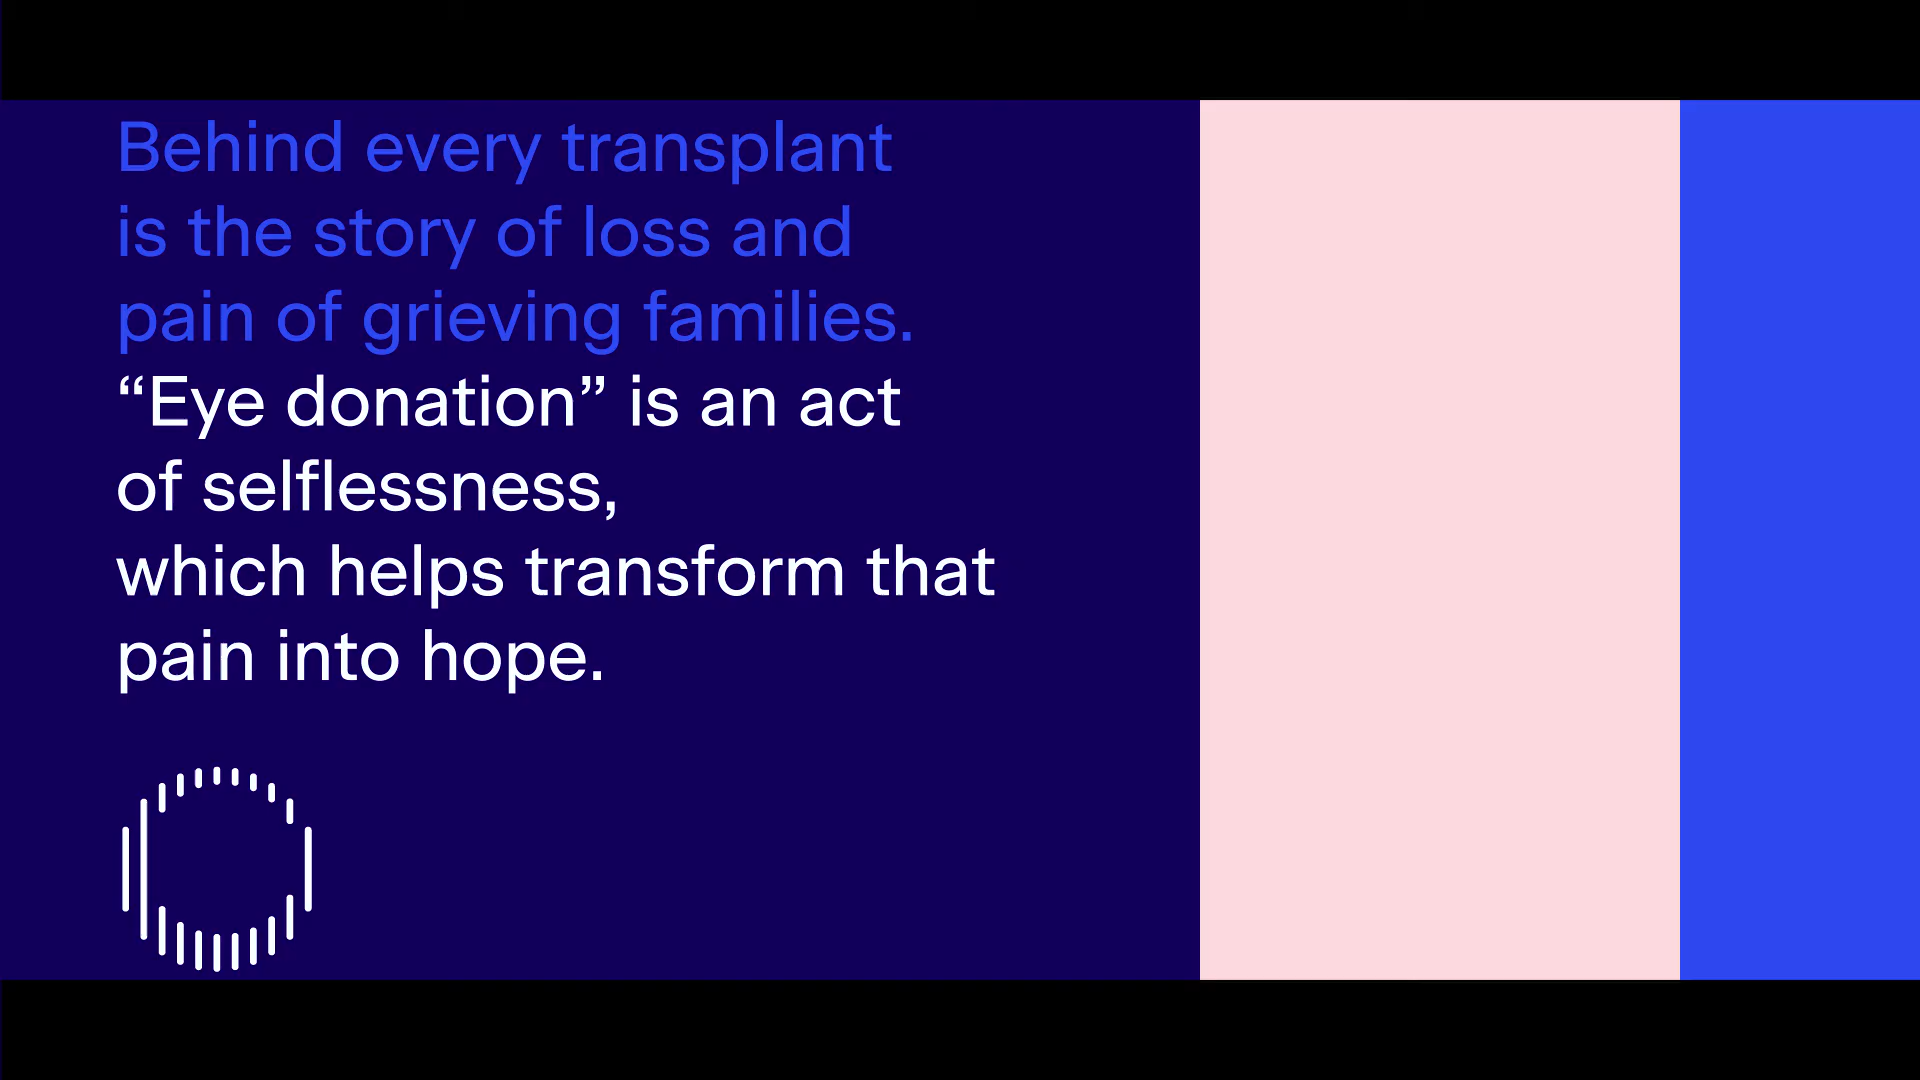 Behind every transplant
is the story of loss and
pain of grieving families.
“Eye donation” is an act
of selflessness,
which helps transform that
pain into hope.